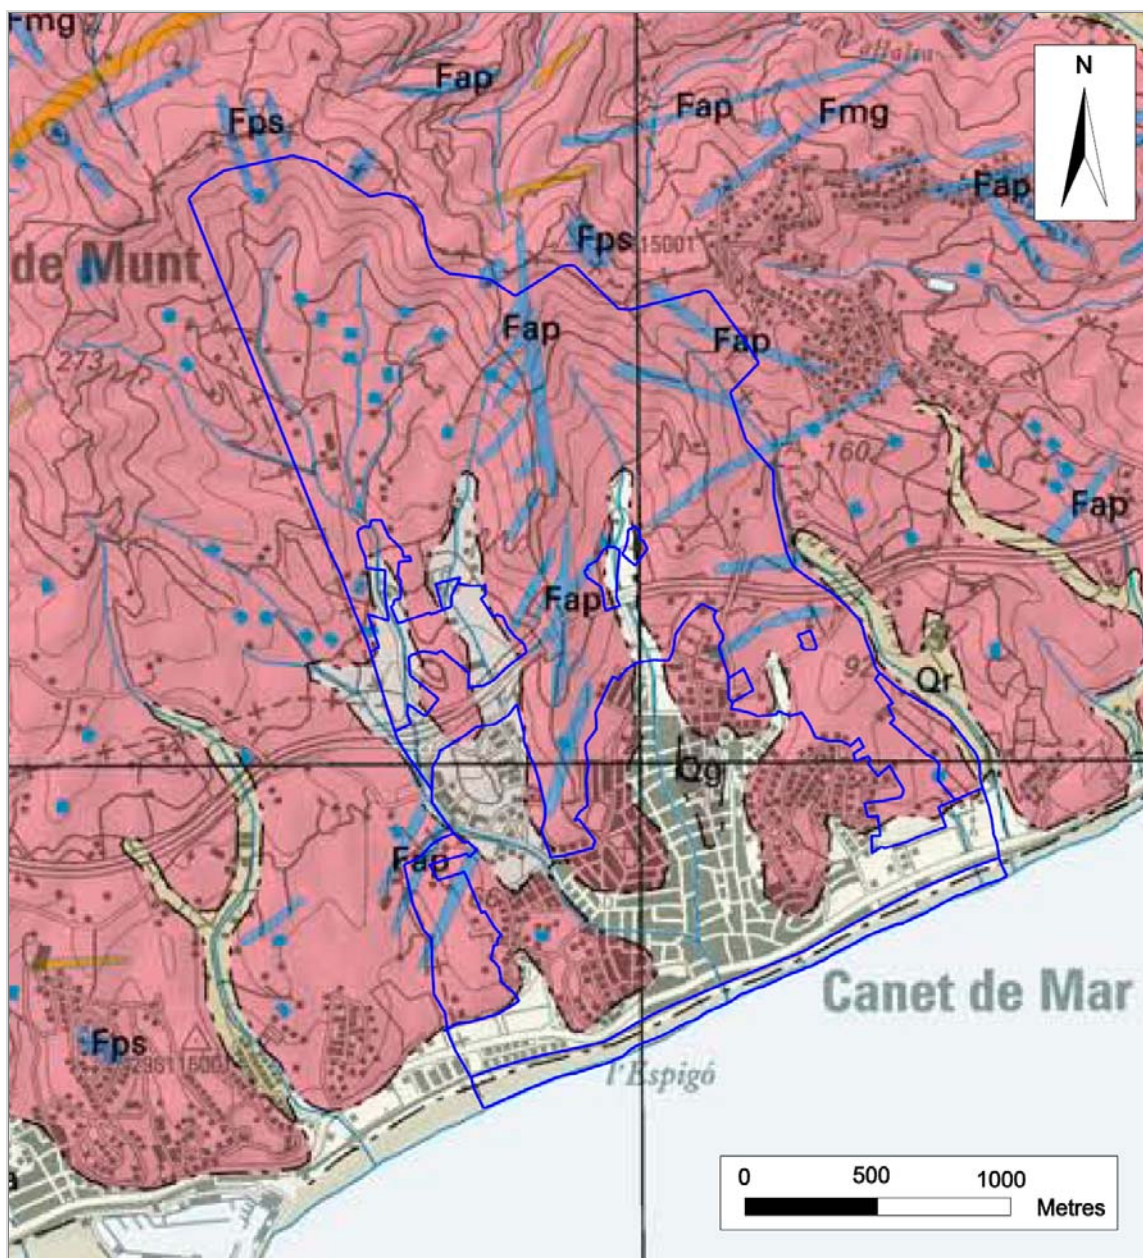 Fmg
Fap
Fap
Fmg
N
Fps
Fap
Fps
15001
de Munt
Fap
Fap
273
160
Fap
Fap
92
Qr
Qg
Fap
Canet de Mar
Fps
l'Espigó
0 500 1000
Metres